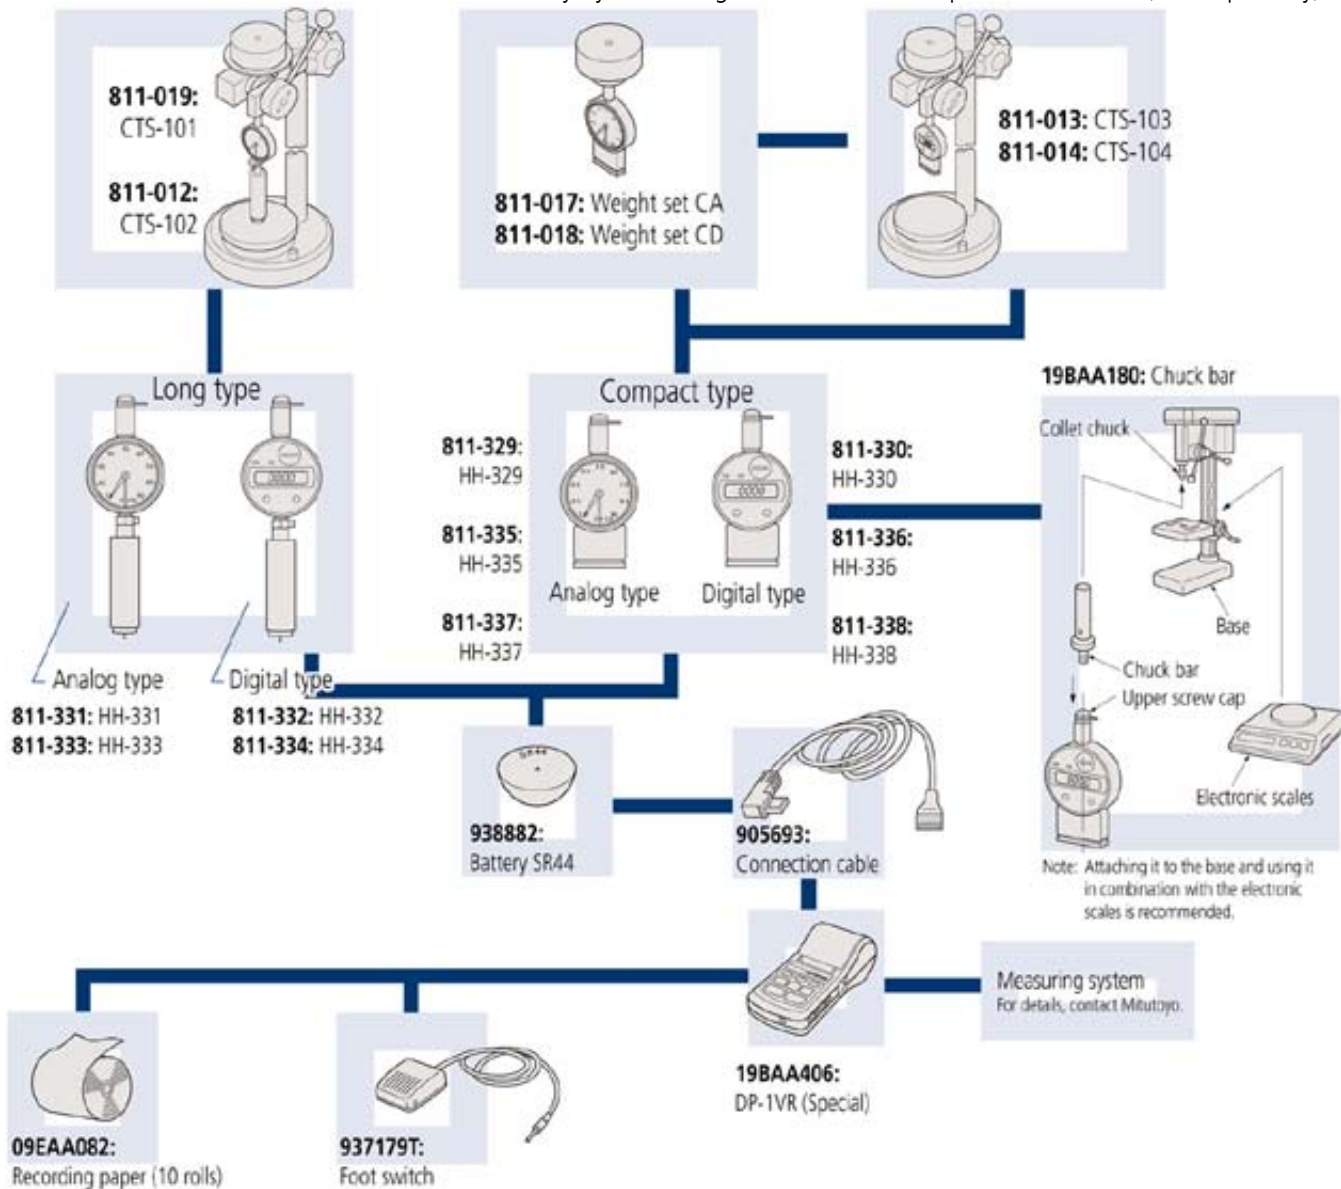 811-019:
CTS-101
811-012:
CTS-102
811-017: Weight set CA
811-018: Weight set CD
811-013: CTS-103
811-014: CTS-104
Long type
Analog type
811-331: HH-331
811-333: HH-333
Digital type
811-332: HH-332
811-334: HH-334
Compact type
811-329:
HH-329
811-335:
HH-335
811-337:
HH-337
Analog type
Digital type
811-330:
HH-330
811-336:
HH-336
811-338:
HH-338
19BAA180: Chuck bar
Collet chuck
Base
Chuck bar
Upper screw cap
Electronic scales
Note: Attaching it to the base and using it
in combination with the electronic
scales is recommended.
SR44
938882:
Battery SR44
905693:
Connection cable
19BAA406:
DP-1VR (Special)
Measuring system
For details, contact Mitutoyo.
09EAA082:
Recording paper (10 rolls)
937179T:
Foot switch